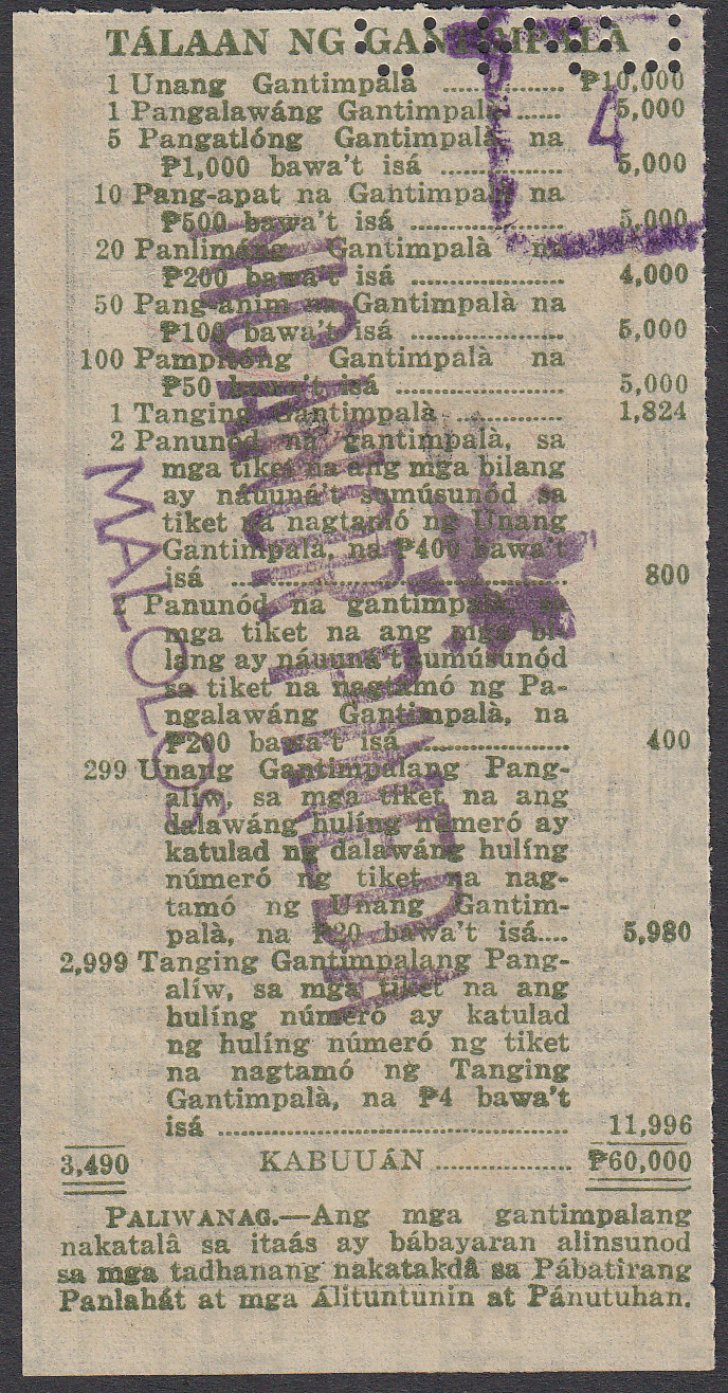 TÁLAAN NG GANTIMPALÀ
1 Unang Gantimpalà ............... ₱10,000
1 Pangalawáng Gantimpalà ...... 5,000
5 Pangatlóng Gantimpalà na
₱1,000 bawa't isá ............... 5,000
10 Pang-apat na Gantimpalà na
₱500 bawa't isá .................. 5,000
20 Panlimáng Gantimpalà na
₱200 bawa't isá .................. 4,000
50 Pang-anim na Gantimpalà na
₱100 bawa't isá .................. 5,000
100 Pampitóng Gantimpalà na
₱50 bawa't isá .................... 5,000
1 Tanging Gantimpalà ............... 1,824
2 Panunód na gantimpalà, sa
mga tiket na ang mga bilang
ay náuuná't sumúsunód sa
tiket na nagtamó ng Unang
Gantimpalà, na ₱400 bawa't
isá ........................................ 800
2 Panunód na gantimpalà, sa
mga tiket na ang mga bi-
lang ay náuuná't sumúsunód
sa tiket na nagtamó ng Pa-
ngalawáng Gantimpalà, na
₱200 bawa't isá ................... 400
299 Unang Gantimpalang Pang-
alíw, sa mga tiket na ang
dalawáng hulíng númeró ay
katulad ng dalawáng hulíng
númeró ng tiket na nag-
tamó ng Unang Gantim-
palà, na ₱20 bawa't isá.... 5,980
2,999 Tanging Gantimpalang Pang-
alíw, sa mga tiket na ang
hulíng número ay katulad
ng hulíng númeró ng tiket
na nagtamó ng Tanging
Gantimpalà, na ₱4 bawa't
isá ......................................... 11,996
3,490 KABUUÁN ................ ₱60,000
PALIWANAG.—Ang mga gantimpalang
nakatalâ sa itaás ay bábayaran alinsunod
sa mga tadhanang nakatakdâ sa Pábatirang
Panlahát at mga Álituntunin at Pánutuhan.
4
NICANOR PINEDA
MALOLOS